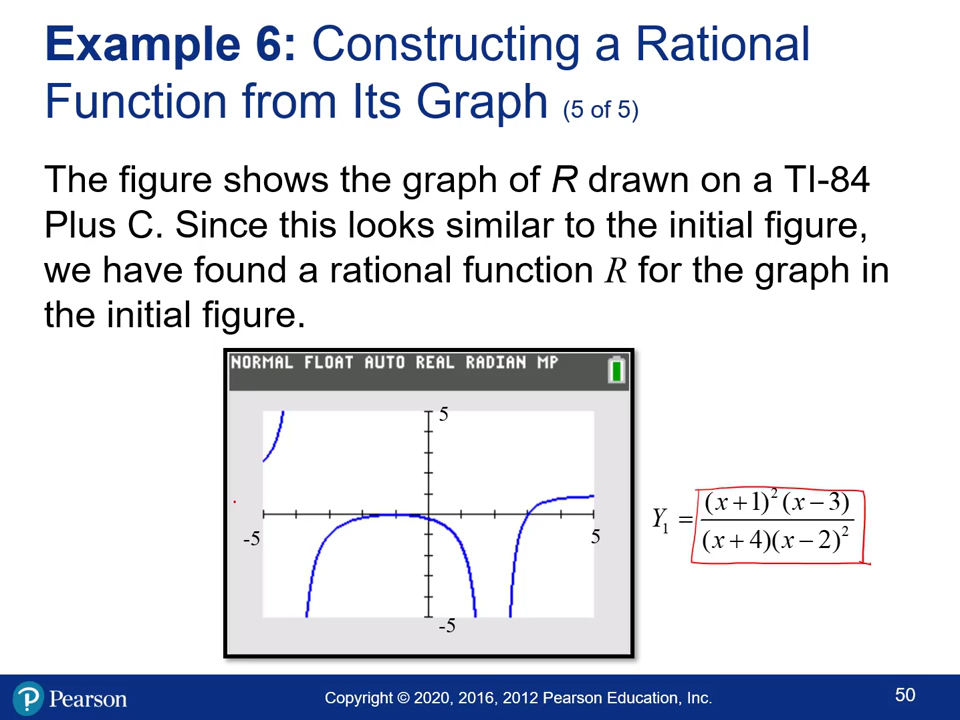 Example 6: Constructing a Rational
Function from Its Graph (5 of 5)
The figure shows the graph of R drawn on a TI-84
Plus C. Since this looks similar to the initial figure,
we have found a rational function R for the graph in
the initial figure.
NORMAL FLOAT AUTO REAL RADIAN MP
5
-5
5
-5
Y₁ = (x + 1)² (x − 3) / (x + 4)(x − 2)²
Pearson
Copyright © 2020, 2016, 2012 Pearson Education, Inc.
50